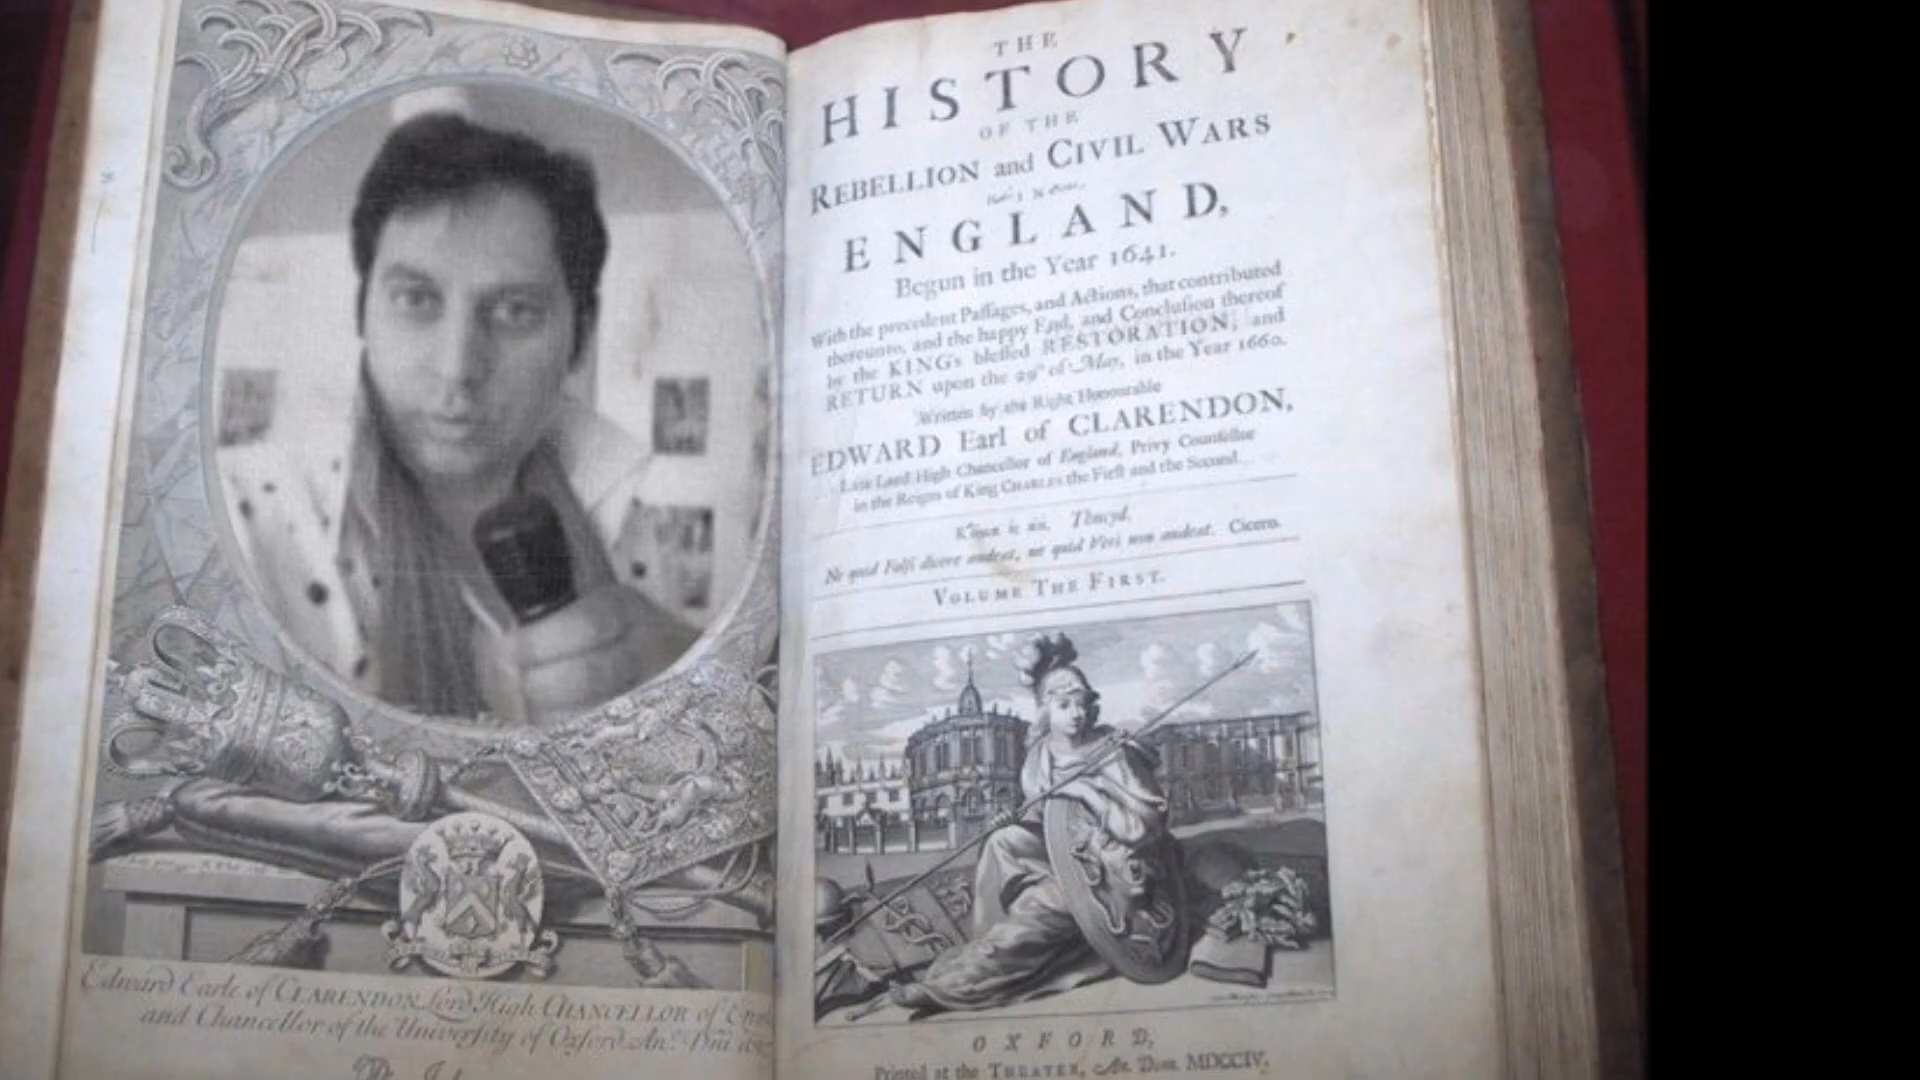 Edward Earle of CLARENDON Lord High CHANCELLOR of
and Chancellor of the Univerſity of Oxford An.º Dni
THE
HISTORY
OF THE
REBELLION and CIVIL WARS
IN
ENGLAND,
Begun in the Year 1641.
With the precedent Paſſages, and Actions, that contributed
thereunto, and the happy End, and Concluſion thereof
by the KING's bleſſed RESTORATION, and
RETURN upon the 29th of May, in the Year 1660.
Written by the Right Honourable
EDWARD Earl of CLARENDON,
Late Lord High Chancellor of England, Privy Counſellor
in the Reigns of King CHARLES the Firſt and the Second.
Thucyd.
Ne quid Falſi dicere audeat, ne quid Veri non audeat. Cicero.
VOLUME THE FIRST.
OXFORD,
Printed at the THEATER, An. Dom. MDCCIV.